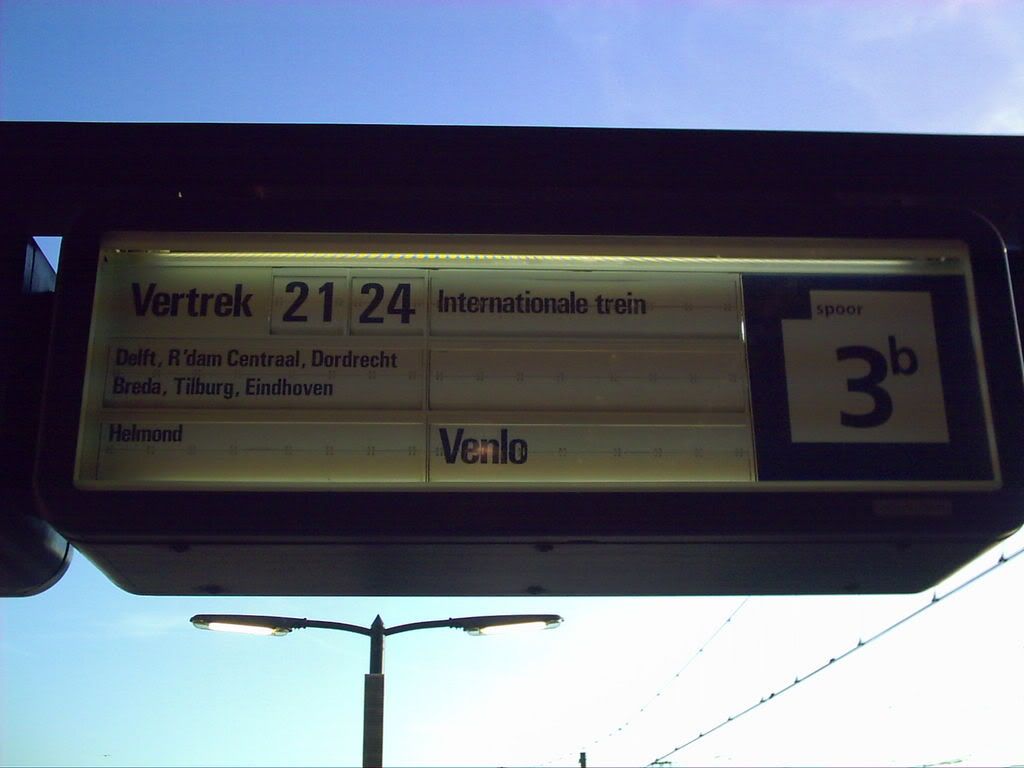 Vertrek 21 24 Internationale trein
spoor
3b
Delft, R'dam Centraal, Dordrecht
Breda, Tilburg, Eindhoven
Helmond
Venlo